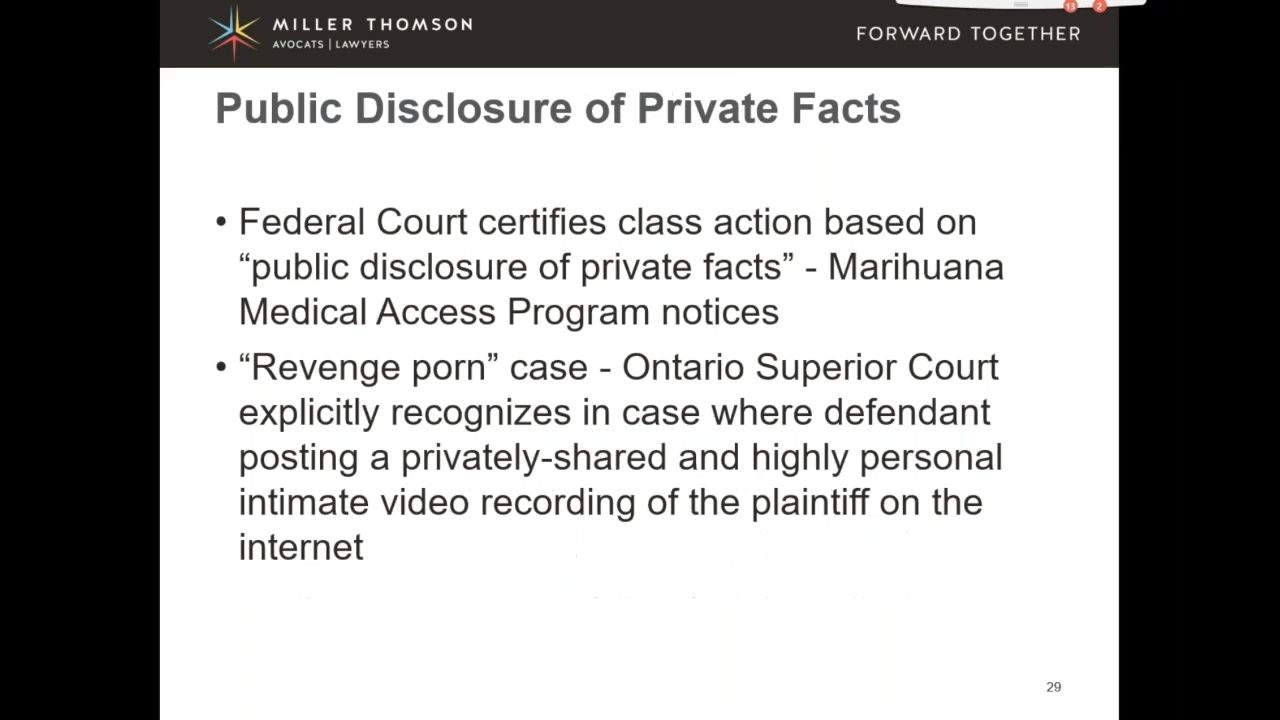 MILLER THOMSON
AVOCATS | LAWYERS
FORWARD TOGETHER
13
2
Public Disclosure of Private Facts
• Federal Court certifies class action based on
“public disclosure of private facts” - Marihuana
Medical Access Program notices
• “Revenge porn” case - Ontario Superior Court
explicitly recognizes in case where defendant
posting a privately-shared and highly personal
intimate video recording of the plaintiff on the
internet
29